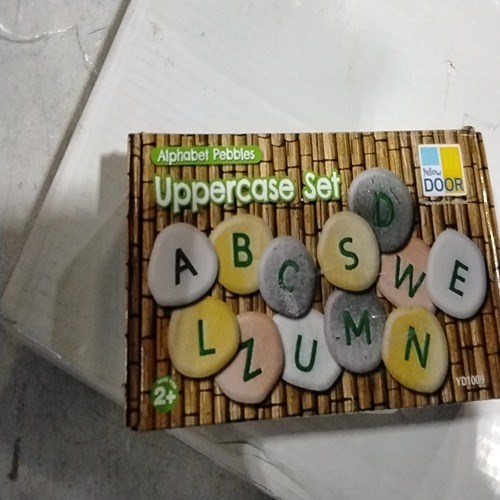 Alphabet Pebbles
Uppercase Set
Yellow
DOOR
D
A B C S W E
L Z U M N
2+